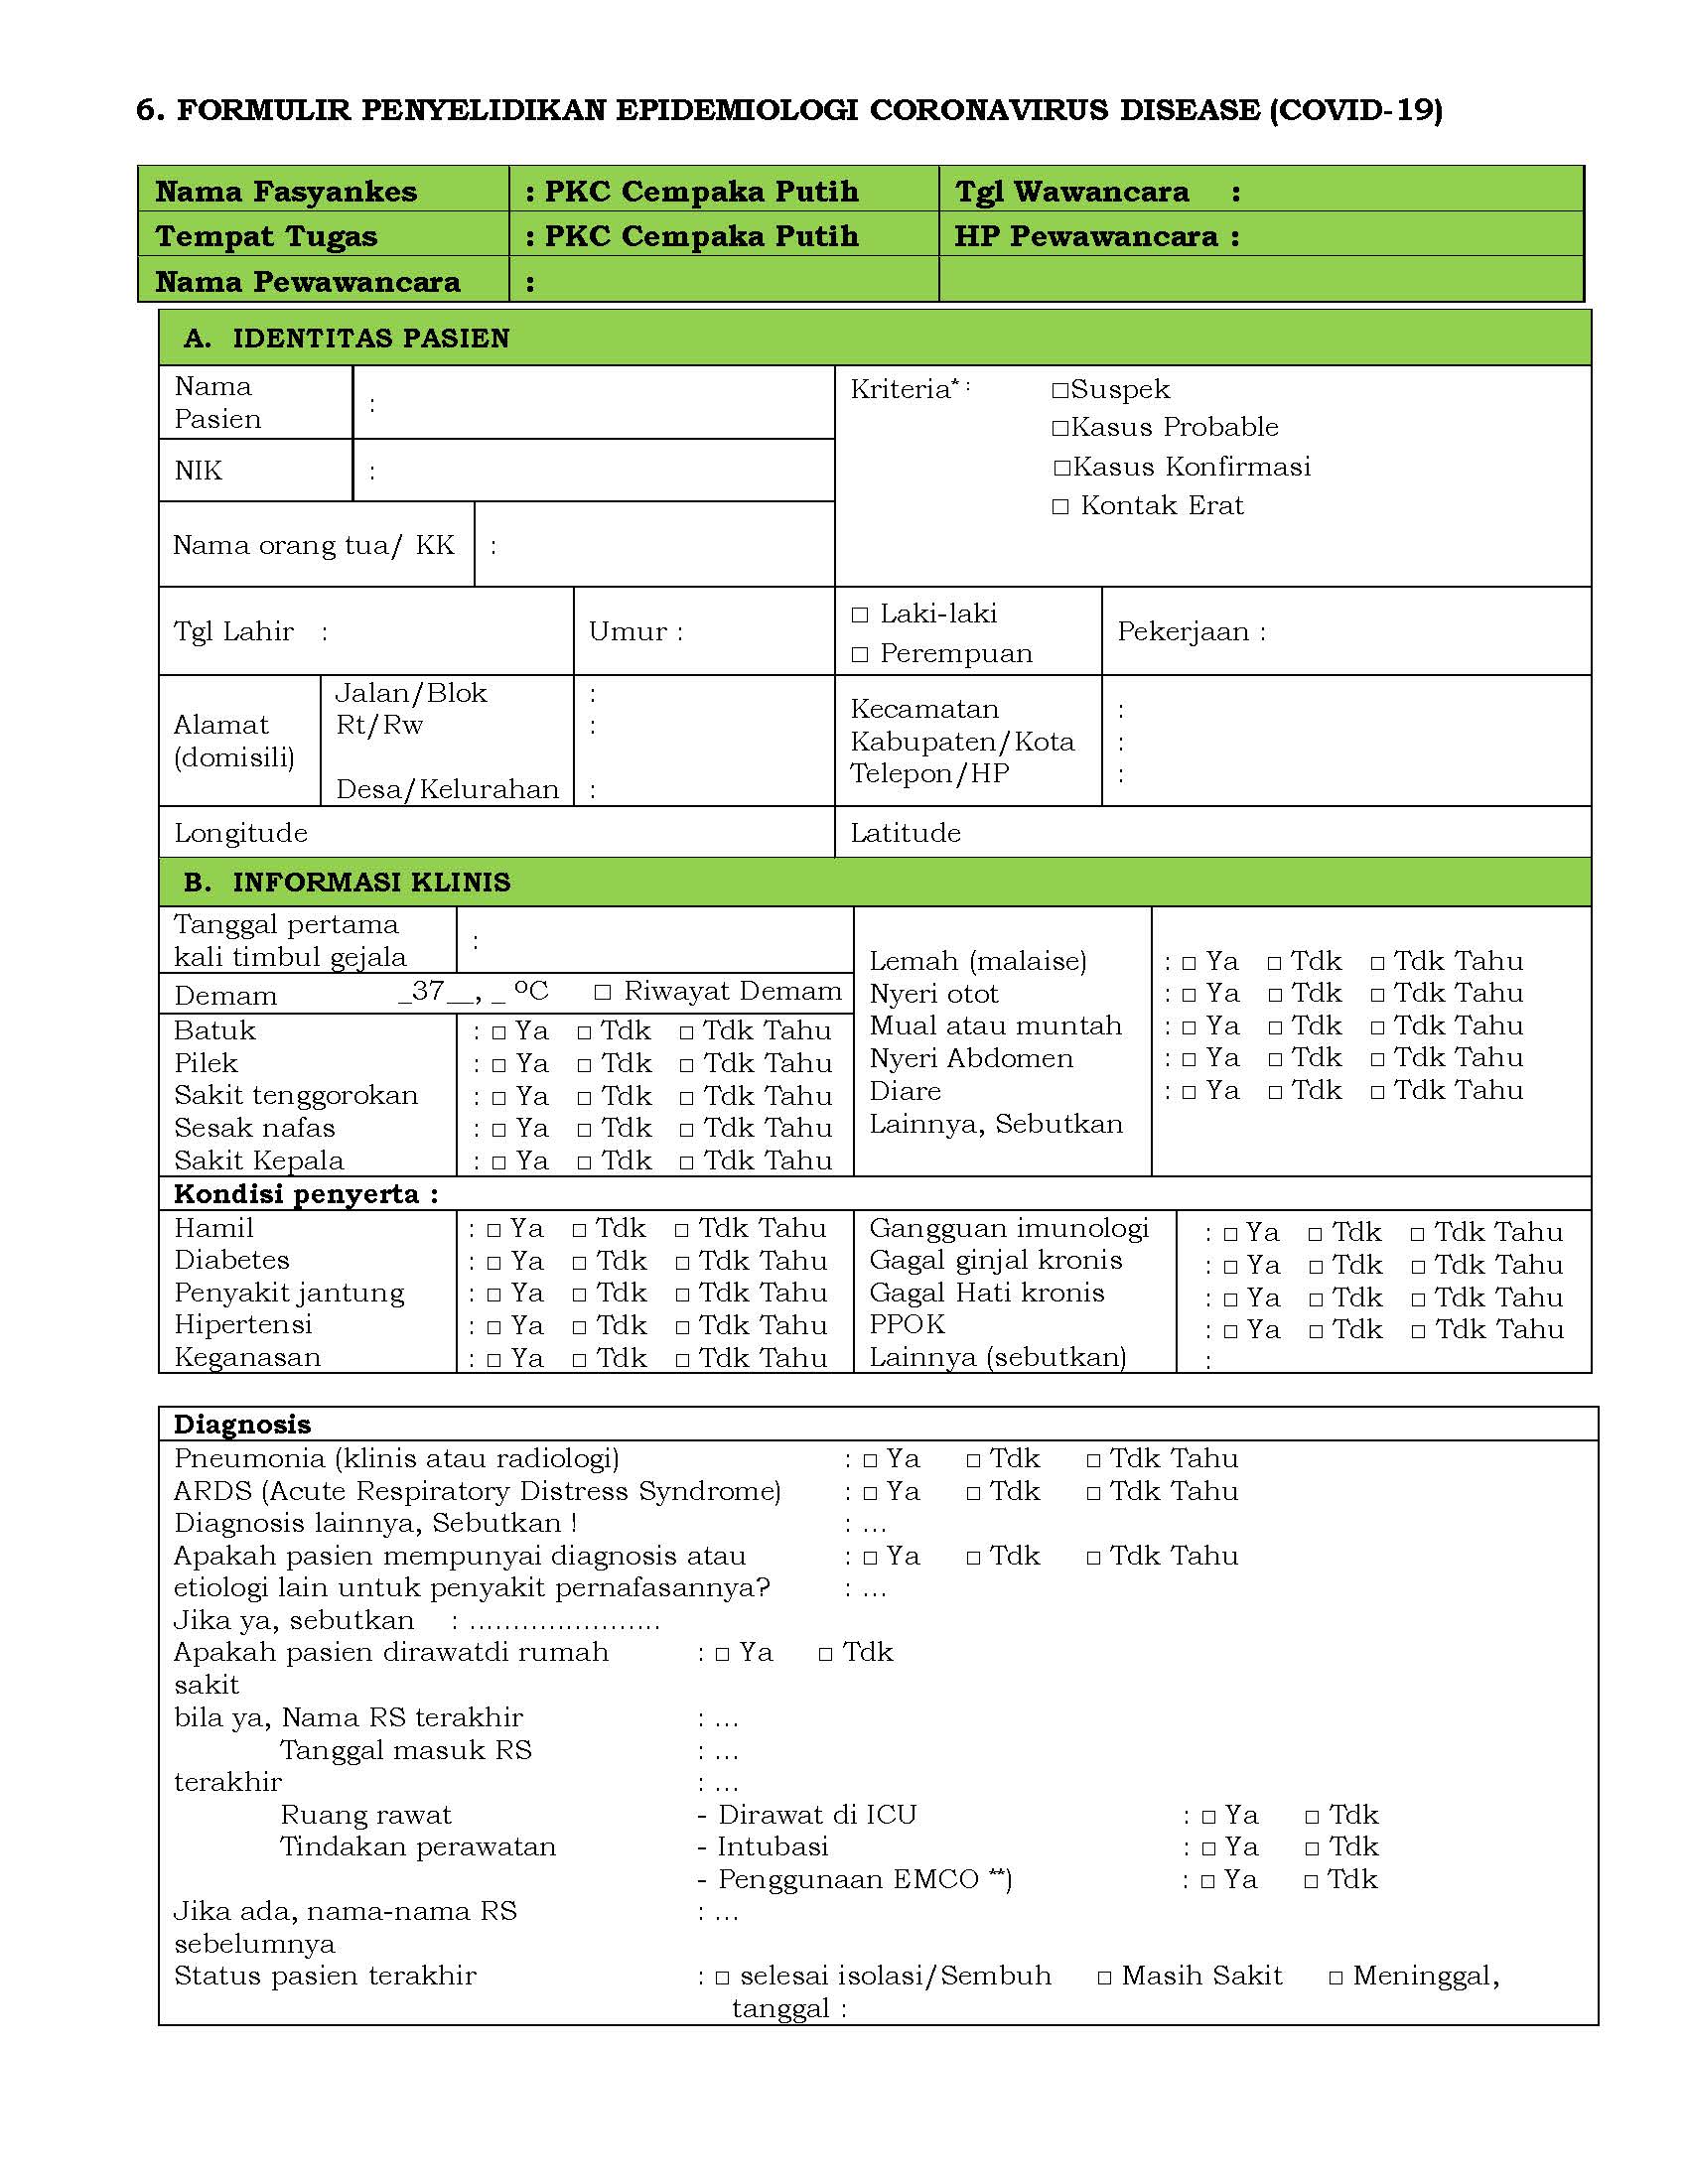 6. FORMULIR PENYELIDIKAN EPIDEMIOLOGI CORONAVIRUS DISEASE (COVID-19)
Nama Fasyankes : PKC Cempaka Putih Tgl Wawancara :
Tempat Tugas : PKC Cempaka Putih HP Pewawancara :
Nama Pewawancara :
A. IDENTITAS PASIEN
Nama Pasien :
NIK :
Nama orang tua/ KK :
Kriteria* : □Suspek
□Kasus Probable
□Kasus Konfirmasi
□ Kontak Erat
Tgl Lahir : Umur :
□ Laki-laki
□ Perempuan
Pekerjaan :
Alamat (domisili)
Jalan/Blok :
Rt/Rw :
Desa/Kelurahan :
Kecamatan :
Kabupaten/Kota :
Telepon/HP :
Longitude Latitude
B. INFORMASI KLINIS
Tanggal pertama
kali timbul gejala :
Demam _37__, _ ºC □ Riwayat Demam
Batuk : □ Ya □ Tdk □ Tdk Tahu
Pilek : □ Ya □ Tdk □ Tdk Tahu
Sakit tenggorokan : □ Ya □ Tdk □ Tdk Tahu
Sesak nafas : □ Ya □ Tdk □ Tdk Tahu
Sakit Kepala : □ Ya □ Tdk □ Tdk Tahu
Lemah (malaise) : □ Ya □ Tdk □ Tdk Tahu
Nyeri otot : □ Ya □ Tdk □ Tdk Tahu
Mual atau muntah : □ Ya □ Tdk □ Tdk Tahu
Nyeri Abdomen : □ Ya □ Tdk □ Tdk Tahu
Diare : □ Ya □ Tdk □ Tdk Tahu
Lainnya, Sebutkan
Kondisi penyerta :
Hamil : □ Ya □ Tdk □ Tdk Tahu
Diabetes : □ Ya □ Tdk □ Tdk Tahu
Penyakit jantung : □ Ya □ Tdk □ Tdk Tahu
Hipertensi : □ Ya □ Tdk □ Tdk Tahu
Keganasan : □ Ya □ Tdk □ Tdk Tahu
Gangguan imunologi : □ Ya □ Tdk □ Tdk Tahu
Gagal ginjal kronis : □ Ya □ Tdk □ Tdk Tahu
Gagal Hati kronis : □ Ya □ Tdk □ Tdk Tahu
PPOK : □ Ya □ Tdk □ Tdk Tahu
Lainnya (sebutkan) :
Diagnosis
Pneumonia (klinis atau radiologi) : □ Ya □ Tdk □ Tdk Tahu
ARDS (Acute Respiratory Distress Syndrome) : □ Ya □ Tdk □ Tdk Tahu
Diagnosis lainnya, Sebutkan ! : ...
Apakah pasien mempunyai diagnosis atau : □ Ya □ Tdk □ Tdk Tahu
etiologi lain untuk penyakit pernafasannya? : ...
Jika ya, sebutkan : ......................
Apakah pasien dirawatdi rumah : □ Ya □ Tdk
sakit
bila ya, Nama RS terakhir : ...
Tanggal masuk RS : ...
terakhir : ...
Ruang rawat - Dirawat di ICU : □ Ya □ Tdk
Tindakan perawatan - Intubasi : □ Ya □ Tdk
- Penggunaan EMCO **) : □ Ya □ Tdk
Jika ada, nama-nama RS : ...
sebelumnya
Status pasien terakhir : □ selesai isolasi/Sembuh □ Masih Sakit □ Meninggal,
tanggal :